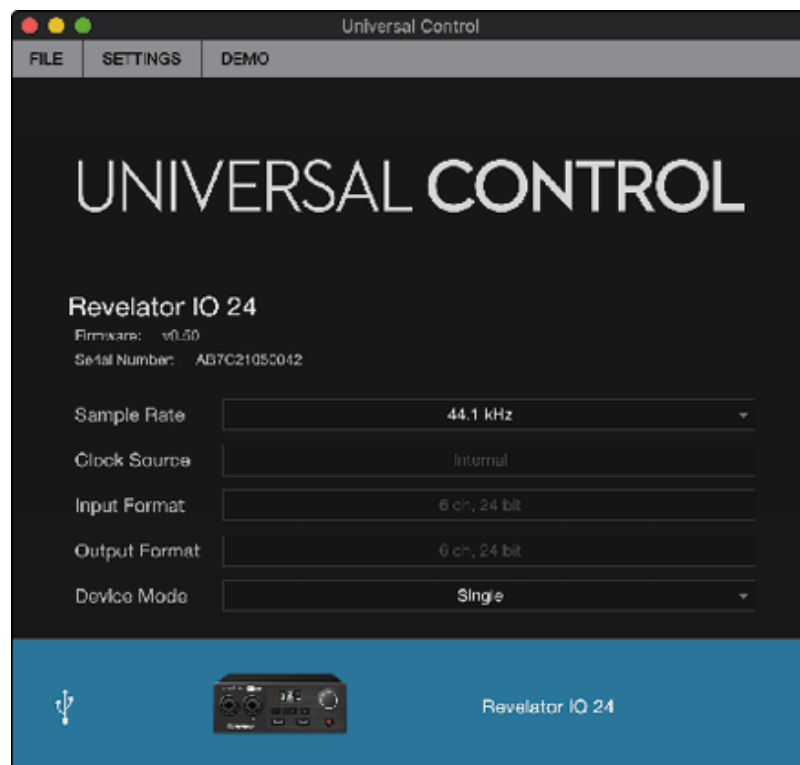 Universal Control
FILE SETTINGS DEMO
UNIVERSAL CONTROL
Revelator IO 24
Firmware: v0.50
Serial Number: AB7C21050042
Sample Rate 44.1 kHz
Clock Source Internal
Input Format 6 ch, 24 bit
Output Format 6 ch, 24 bit
Device Mode Single
Revelator IO 24